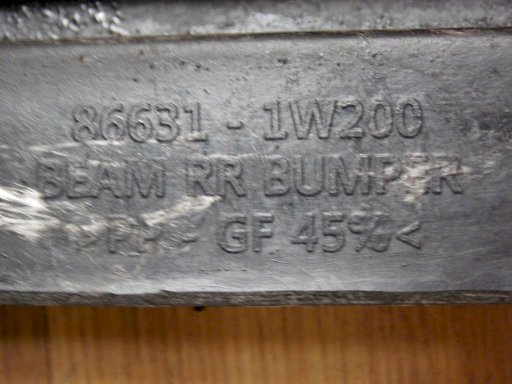 86631 - 1W200
BEAM RR BUMPER
>PP - GF 45%<